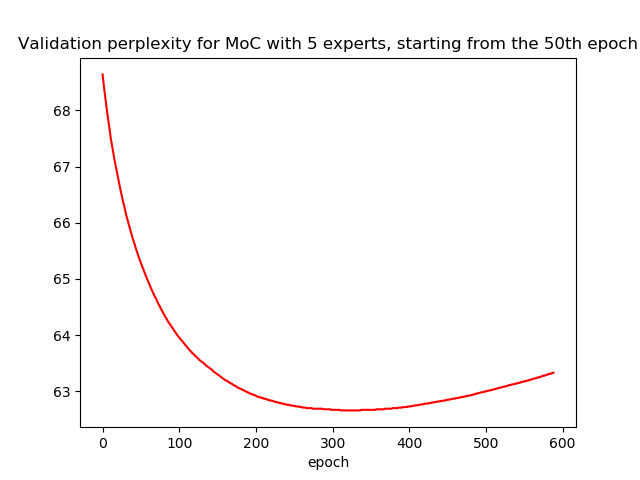 Validation perplexity for MoC with 5 experts, starting from the 50th epoch
68
67
66
65
64
63
0 100 200 300 400 500 600
epoch